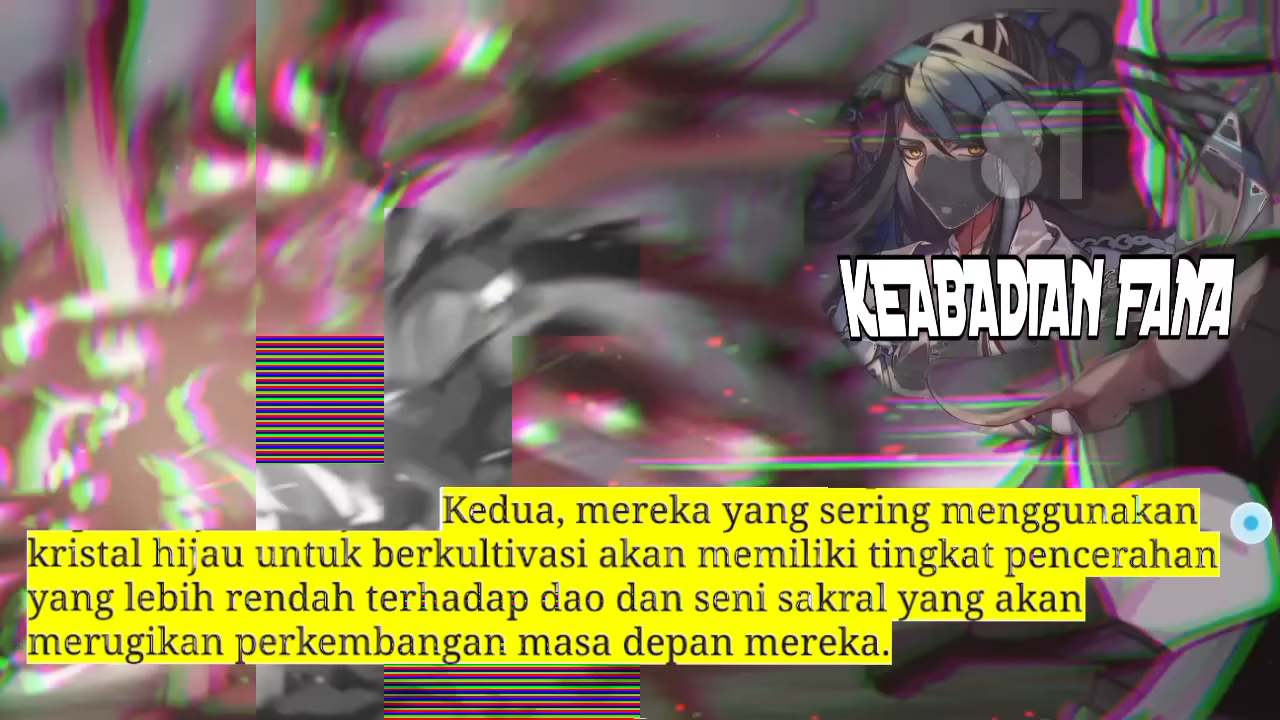 81
KEABADIAN FANA
Kedua, mereka yang sering menggunakan
kristal hijau untuk berkultivasi akan memiliki tingkat pencerahan
yang lebih rendah terhadap dao dan seni sakral yang akan
merugikan perkembangan masa depan mereka.